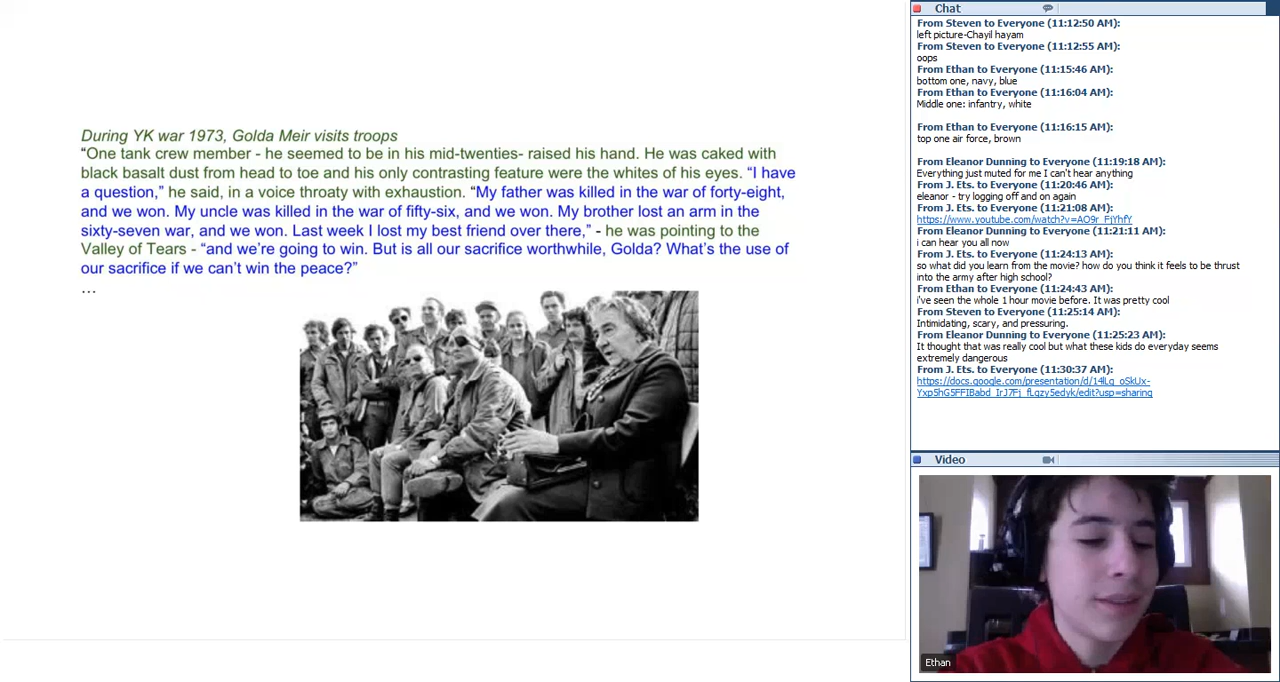 During YK war 1973, Golda Meir visits troops
“One tank crew member - he seemed to be in his mid-twenties- raised his hand. He was caked with
black basalt dust from head to toe and his only contrasting feature were the whites of his eyes. “I have
a question,” he said, in a voice throaty with exhaustion. “My father was killed in the war of forty-eight,
and we won. My uncle was killed in the war of fifty-six, and we won. My brother lost an arm in the
sixty-seven war, and we won. Last week I lost my best friend over there,” - he was pointing to the
Valley of Tears - “and we’re going to win. But is all our sacrifice worthwhile, Golda? What’s the use of
our sacrifice if we can’t win the peace?”
…
Chat
From Steven to Everyone (11:12:50 AM):
left picture-Chayil hayam
From Steven to Everyone (11:12:55 AM):
oops
From Ethan to Everyone (11:15:46 AM):
bottom one, navy, blue
From Ethan to Everyone (11:16:04 AM):
Middle one: infantry, white
From Ethan to Everyone (11:16:15 AM):
top one air force, brown
From Eleanor Dunning to Everyone (11:19:18 AM):
Everything just muted for me I can't hear anything
From J. Ets. to Everyone (11:20:46 AM):
eleanor - try logging off and on again
From J. Ets. to Everyone (11:21:08 AM):
https://www.youtube.com/watch?v=AO9r_FjYhfY
From Eleanor Dunning to Everyone (11:21:11 AM):
i can hear you all now
From J. Ets. to Everyone (11:24:13 AM):
so what did you learn from the movie? how do you think it feels to be thrust
into the army after high school?
From Ethan to Everyone (11:24:43 AM):
i've seen the whole 1 hour movie before. It was pretty cool
From Steven to Everyone (11:25:14 AM):
Intimidating, scary, and pressuring.
From Eleanor Dunning to Everyone (11:25:23 AM):
It thought that was really cool but what these kids do everyday seems
extremely dangerous
From J. Ets. to Everyone (11:30:37 AM):
Video
Ethan